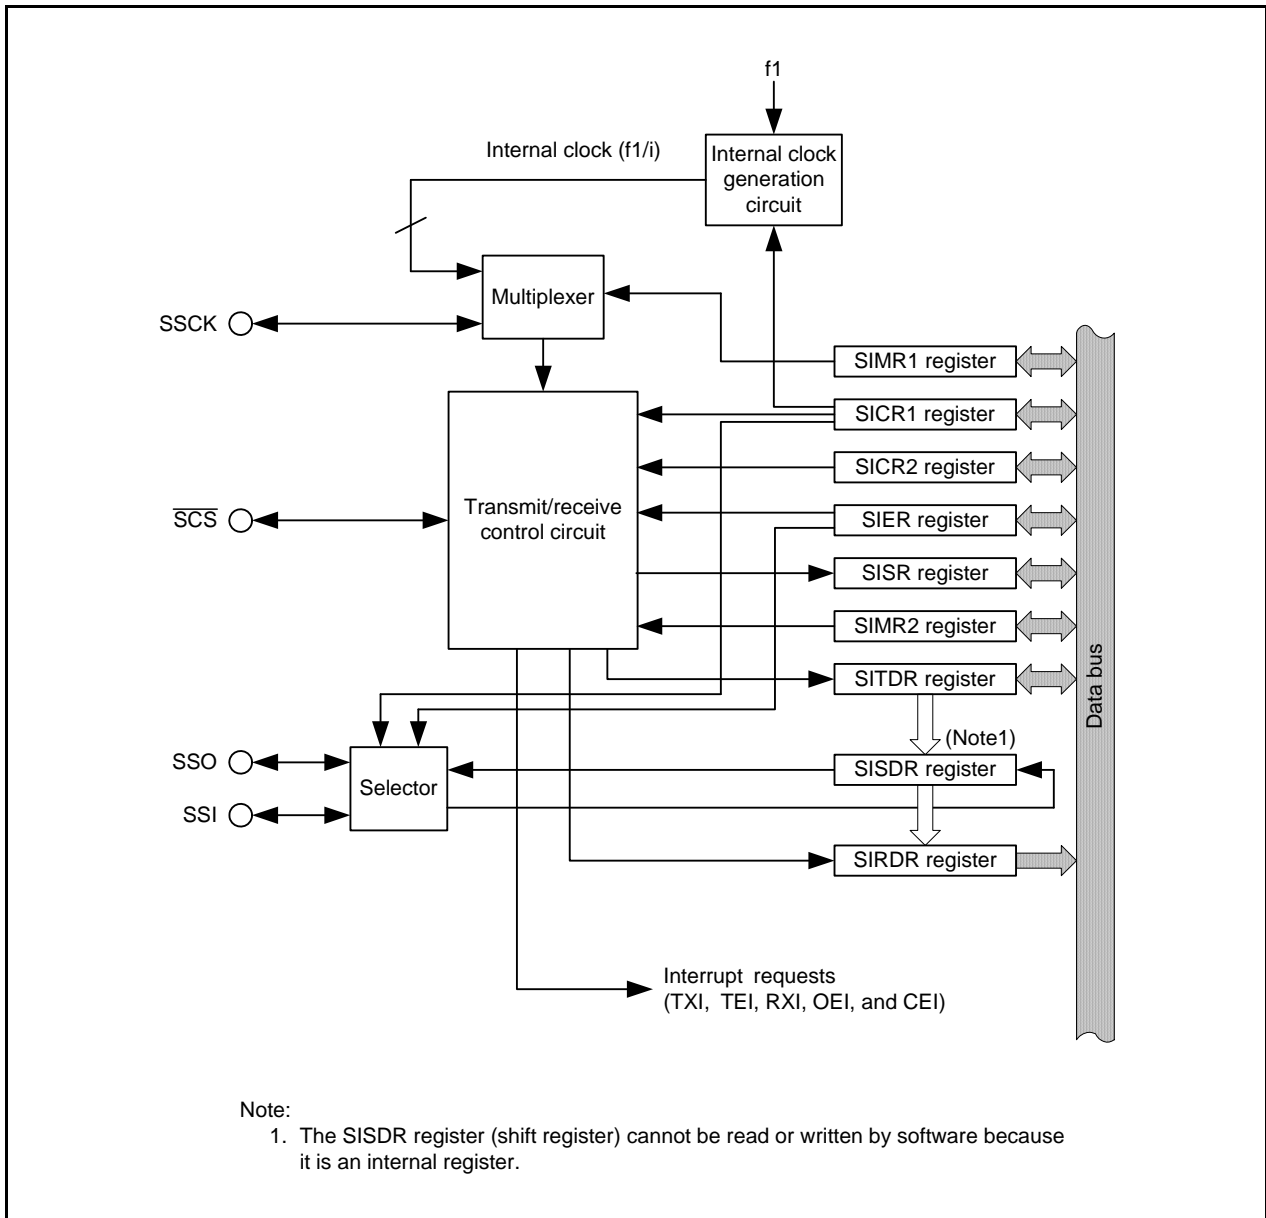 f1
Internal clock (f1/i)
Internal clock
generation
circuit
Multiplexer
SSCK
SIMR1 register
SICR1 register
SICR2 register
Transmit/receive
control circuit
SCS
SIER register
SISR register
SIMR2 register
SITDR register
Data bus
(Note1)
SSO
SISDR register
Selector
SSI
SIRDR register
Interrupt requests
(TXI, TEI, RXI, OEI, and CEI)
Note:
1. The SISDR register (shift register) cannot be read or written by software because
it is an internal register.